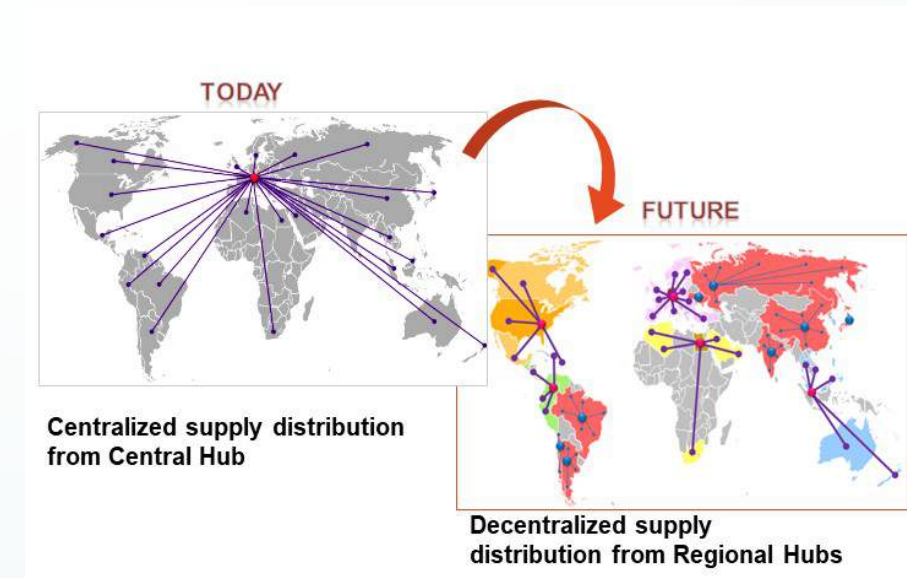 TODAY
FUTURE
Centralized supply distribution
from Central Hub
Decentralized supply
distribution from Regional Hubs